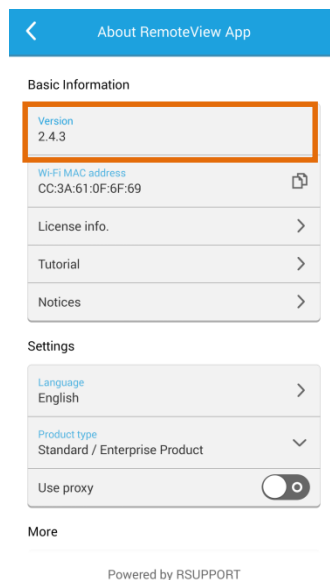 About RemoteView App
Basic Information
Version
2.4.3
Wi-Fi MAC address
CC:3A:61:0F:6F:69
License info.
Tutorial
Notices
Settings
Language
English
Product type
Standard / Enterprise Product
Use proxy
More
Powered by RSUPPORT